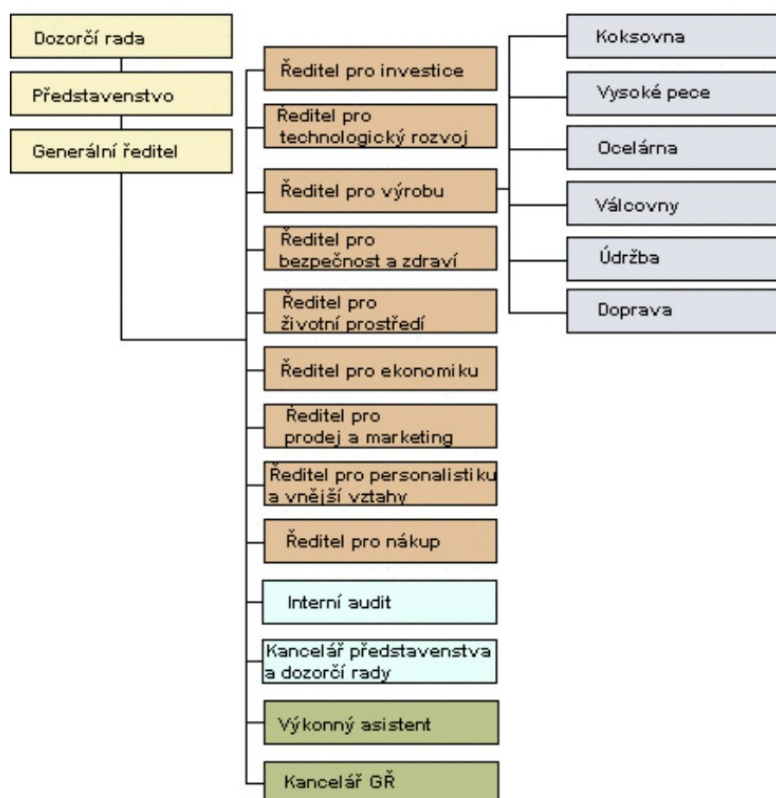 Dozorčí rada
Představenstvo
Generální ředitel
Ředitel pro investice
Ředitel pro
technologický rozvoj
Ředitel pro výrobu
Ředitel pro
bezpečnost a zdraví
Ředitel pro
životní prostředí
Ředitel pro ekonomiku
Ředitel pro
prodej a marketing
Ředitel pro personalistiku
a vnější vztahy
Ředitel pro nákup
Interní audit
Kancelář představenstva
a dozorčí rady
Výkonný asistent
Kancelář GŘ
Koksovna
Vysoké pece
Ocelárna
Válcovny
Údržba
Doprava